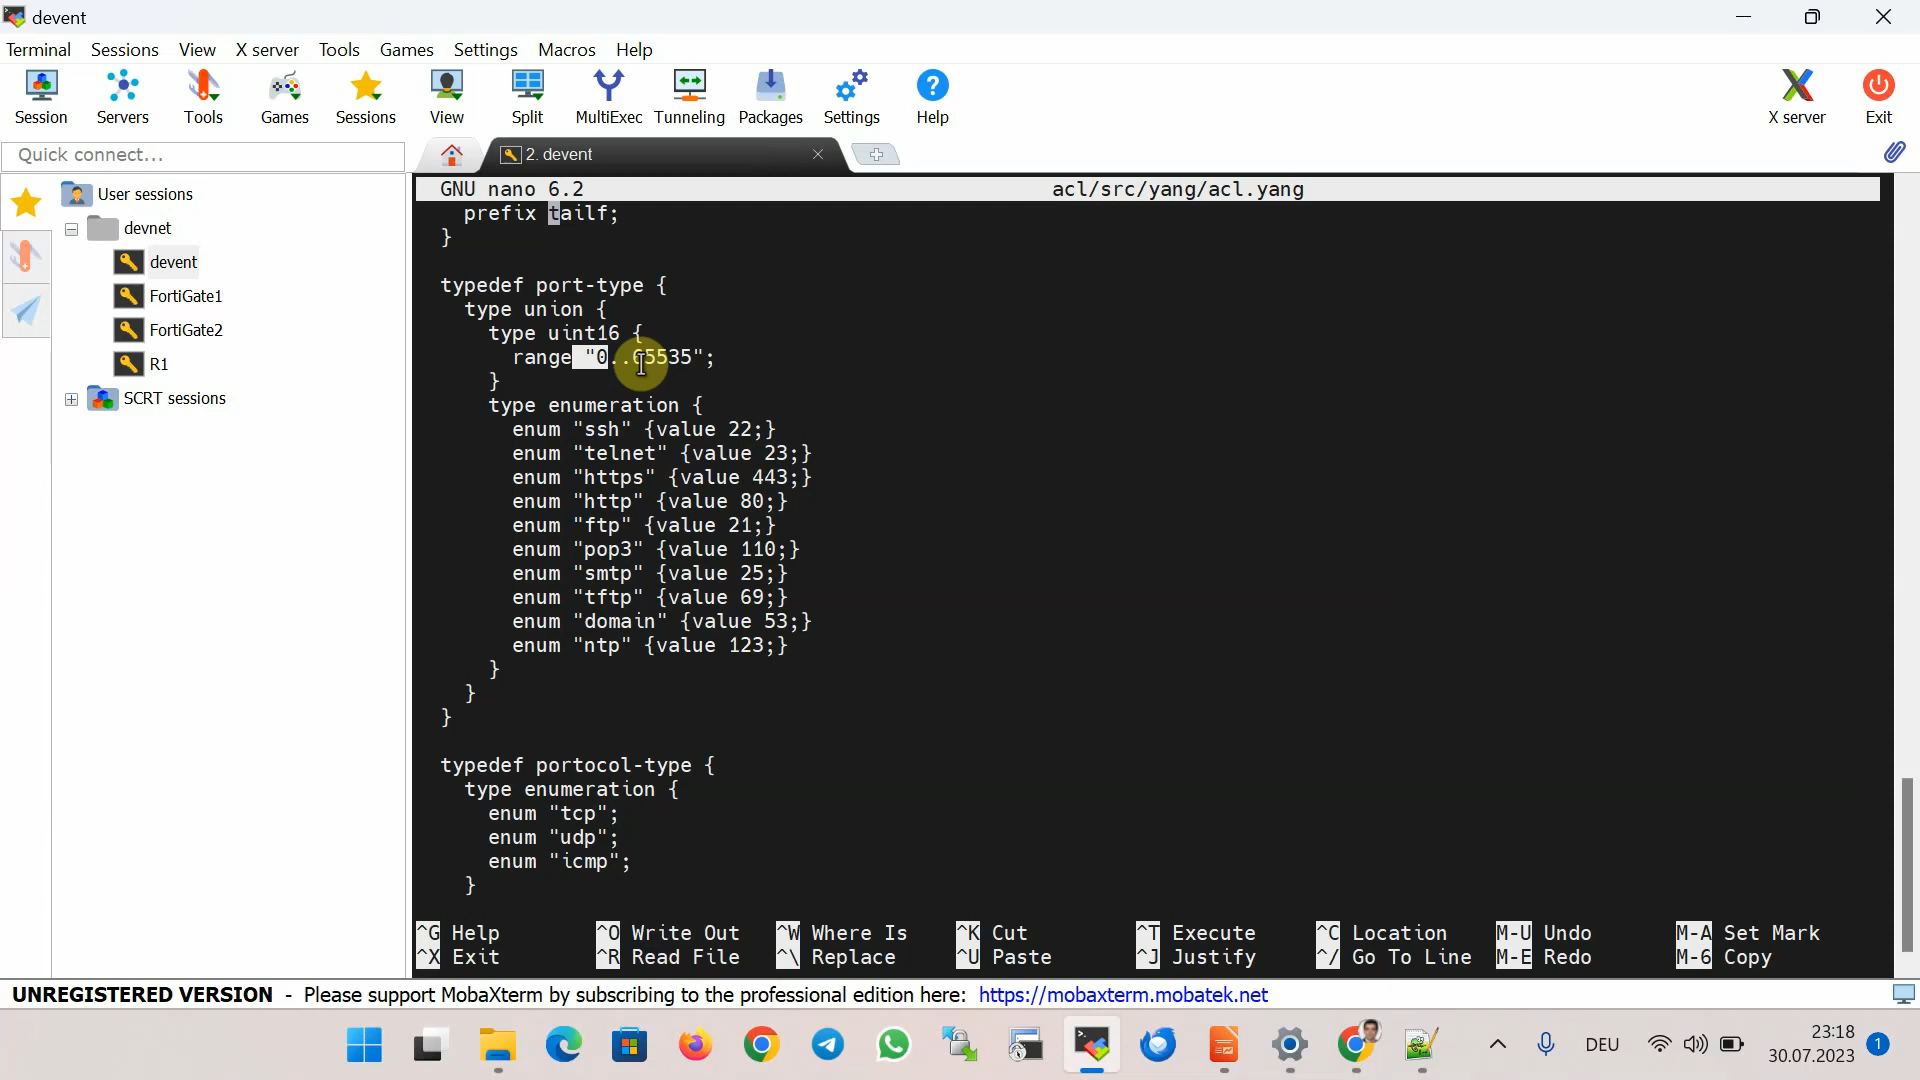 devent
Terminal Sessions View X server Tools Games Settings Macros Help
Session Servers Tools Games Sessions View Split MultiExec Tunneling Packages Settings Help X server Exit
Quick connect...
2. devent
User sessions
devnet
devent
FortiGate1
FortiGate2
R1
SCRT sessions
GNU nano 6.2 acl/src/yang/acl.yang
prefix tailf;
}
typedef port-type {
type union {
type uint16 {
range "0..65535";
}
type enumeration {
enum "ssh" {value 22;}
enum "telnet" {value 23;}
enum "https" {value 443;}
enum "http" {value 80;}
enum "ftp" {value 21;}
enum "pop3" {value 110;}
enum "smtp" {value 25;}
enum "tftp" {value 69;}
enum "domain" {value 53;}
enum "ntp" {value 123;}
}
}
}
typedef portocol-type {
type enumeration {
enum "tcp";
enum "udp";
enum "icmp";
}
^G Help ^O Write Out ^W Where Is ^K Cut ^T Execute ^C Location M-U Undo M-A Set Mark
^X Exit ^R Read File ^\ Replace ^U Paste ^J Justify ^/ Go To Line M-E Redo M-6 Copy
UNREGISTERED VERSION - Please support MobaXterm by subscribing to the professional edition here: https://mobaxterm.mobatek.net
DEU
23:18
30.07.2023
1